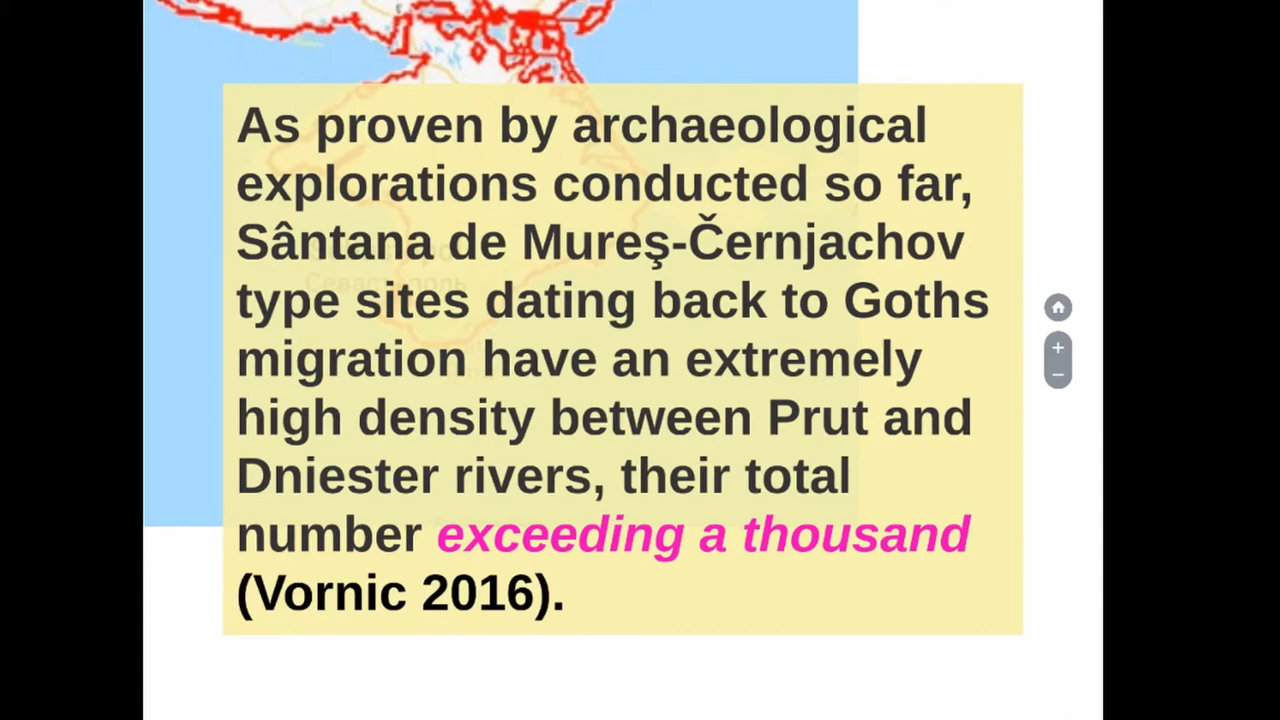 As proven by archaeological
explorations conducted so far,
Sântana de Mureş-Černjachov
type sites dating back to Goths
migration have an extremely
high density between Prut and
Dniester rivers, their total
number exceeding a thousand
(Vornic 2016).